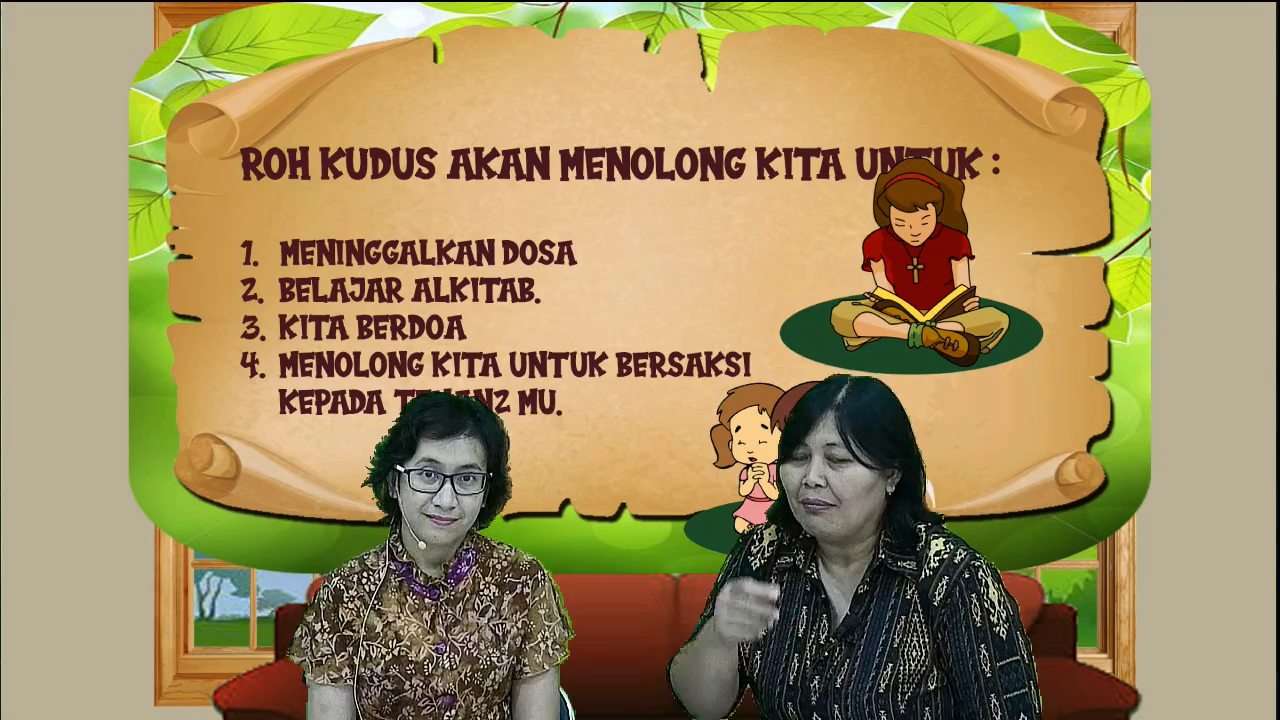 ROH KUDUS AKAN MENOLONG KITA UNTUK :
1. MENINGGALKAN DOSA
2. BELAJAR ALKITAB.
3. KITA BERDOA
4. MENOLONG KITA UNTUK BERSAKSI
KEPADA MU.